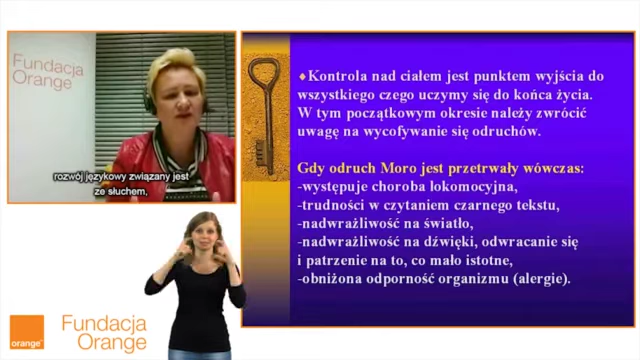 Fundacja
Orange
rozwój językowy związany jest
ze słuchem,
♦Kontrola nad ciałem jest punktem wyjścia do
wszystkiego czego uczymy się do końca życia.
W tym początkowym okresie należy zwrócić
uwagę na wycofywanie się odruchów.
Gdy odruch Moro jest przetrwały wówczas:
-występuje choroba lokomocyjna,
-trudności w czytaniem czarnego tekstu,
-nadwrażliwość na światło,
-nadwrażliwość na dźwięki, odwracanie się
i patrzenie na to, co mało istotne,
-obniżona odporność organizmu (alergie).
orange™
Fundacja
Orange